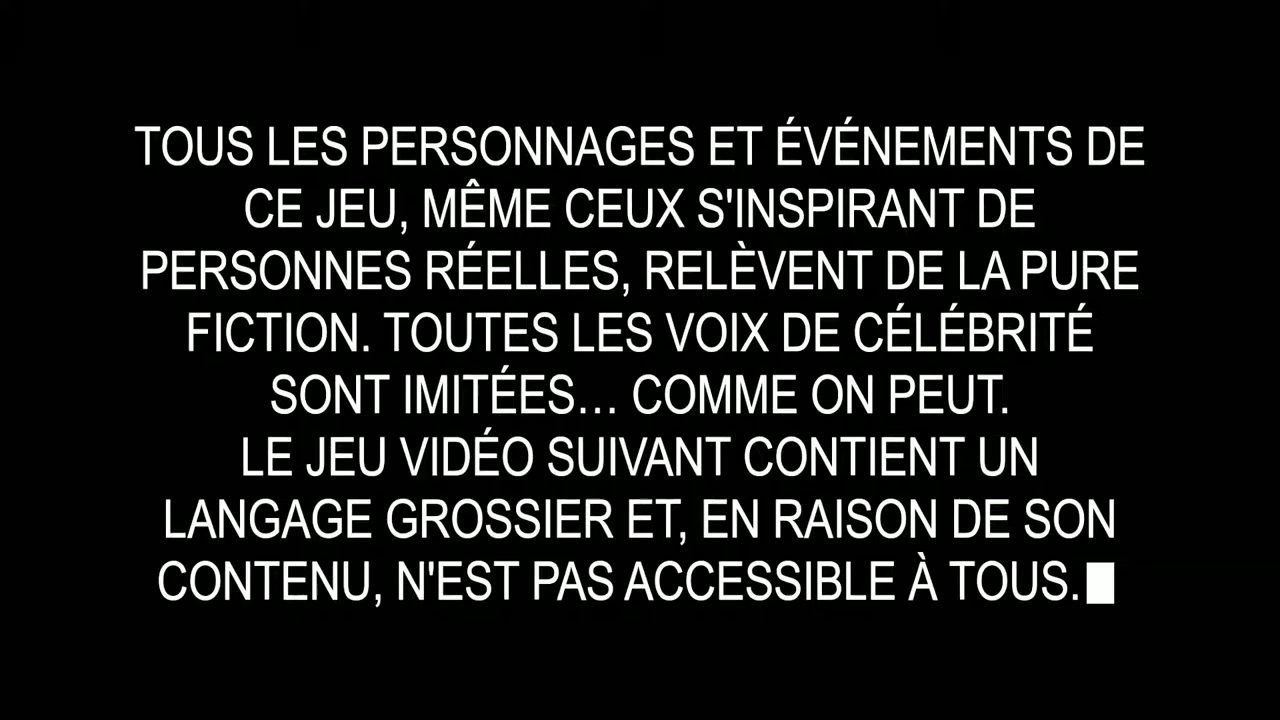 TOUS LES PERSONNAGES ET ÉVÉNEMENTS DE
CE JEU, MÊME CEUX S'INSPIRANT DE
PERSONNES RÉELLES, RELÈVENT DE LA PURE
FICTION. TOUTES LES VOIX DE CÉLÉBRITÉ
SONT IMITÉES... COMME ON PEUT.
LE JEU VIDÉO SUIVANT CONTIENT UN
LANGAGE GROSSIER ET, EN RAISON DE SON
CONTENU, N'EST PAS ACCESSIBLE À TOUS.